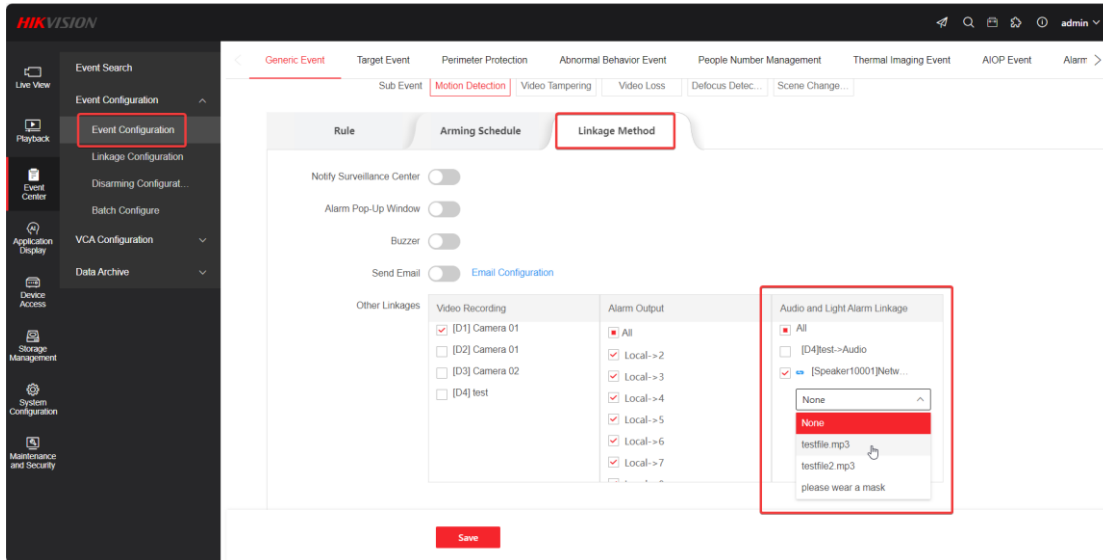 HIKVISION
admin
Live View
Playback
Event
Center
Application
Display
Device
Access
Storage
Management
System
Configuration
Maintenance
and Security
Event Search
Event Configuration
Event Configuration
Linkage Configuration
Disarming Configurat...
Batch Configure
VCA Configuration
Data Archive
Generic Event Target Event Perimeter Protection Abnormal Behavior Event People Number Management Thermal Imaging Event AIOP Event Alarm
Sub Event Motion Detection Video Tampering Video Loss Defocus Detec... Scene Change...
Rule Arming Schedule Linkage Method
Notify Surveillance Center
Alarm Pop-Up Window
Buzzer
Send Email Email Configuration
Other Linkages
Video Recording
[D1] Camera 01
[D2] Camera 01
[D3] Camera 02
[D4] test
Alarm Output
All
Local->2
Local->3
Local->4
Local->5
Local->6
Local->7
Audio and Light Alarm Linkage
All
[D4]test->Audio
[Speaker10001]Netw...
None
None
testfile.mp3
testfile2.mp3
please wear a mask
Save